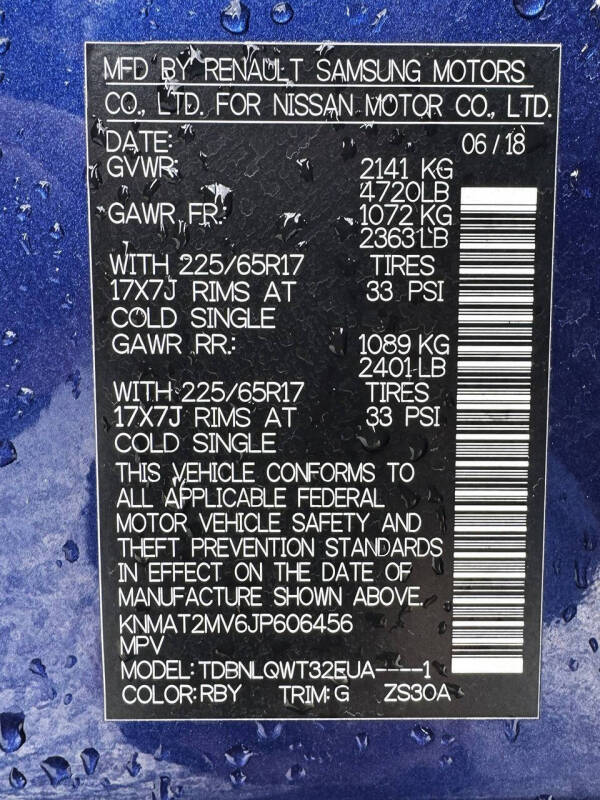 MFD BY RENAULT SAMSUNG MOTORS
CO., LTD. FOR NISSAN MOTOR CO., LTD.
DATE: 06/18
GVWR: 2141 KG
4720LB
GAWR FR: 1072 KG
2363LB
WITH 225/65R17 TIRES
17X7J RIMS AT 33 PSI
COLD SINGLE
GAWR RR: 1089 KG
2401LB
WITH 225/65R17 TIRES
17X7J RIMS AT 33 PSI
COLD SINGLE
THIS VEHICLE CONFORMS TO
ALL APPLICABLE FEDERAL
MOTOR VEHICLE SAFETY AND
THEFT PREVENTION STANDARDS
IN EFFECT ON THE DATE OF
MANUFACTURE SHOWN ABOVE.
KNMAT2MV6JP606456
MPV
MODEL: TDBNLQWT32EUA----1
COLOR: RBY TRIM: G ZS30A